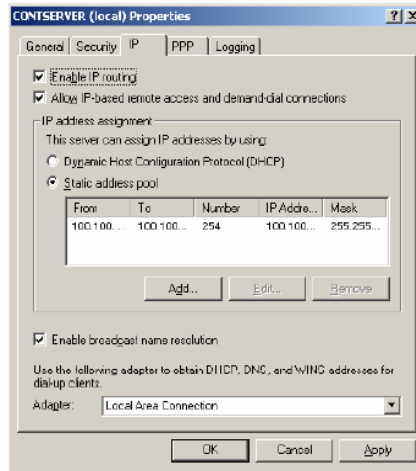 CONTSERVER (local) Properties
General Security IP PPP Logging
Enable IP routing
Allow IP-based remote access and demand-dial connections
IP address assignment
This server can assign IP addresses by using:
Dynamic Host Configuration Protocol (DHCP)
Static address pool
From To Number IP Addre... Mask
100.100.... 100.100.... 254 100.100... 255.255...
Add... Edit... Remove
Enable broadcast name resolution
Use the following adapter to obtain DHCP, DNS, and WINS addresses for
dial-up clients.
Adapter: Local Area Connection
OK Cancel Apply